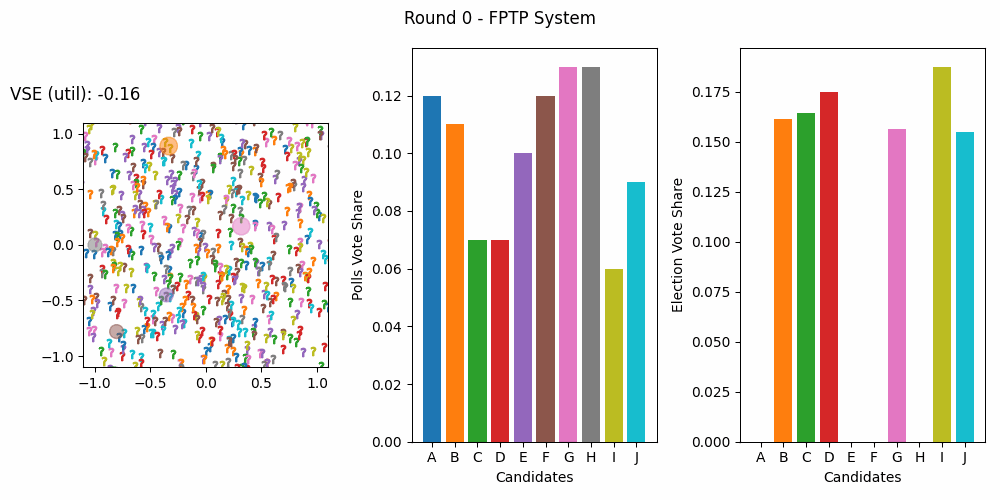 Round 0 - FPTP System
VSE (util): -0.16
1.0
0.5
0.0
−0.5
−1.0
−1.0 −0.5 0.0 0.5 1.0
Polls Vote Share
0.12
0.10
0.08
0.06
0.04
0.02
0.00
A B C D E F G H I J
Candidates
Election Vote Share
0.175
0.150
0.125
0.100
0.075
0.050
0.025
0.000
A B C D E F G H I J
Candidates